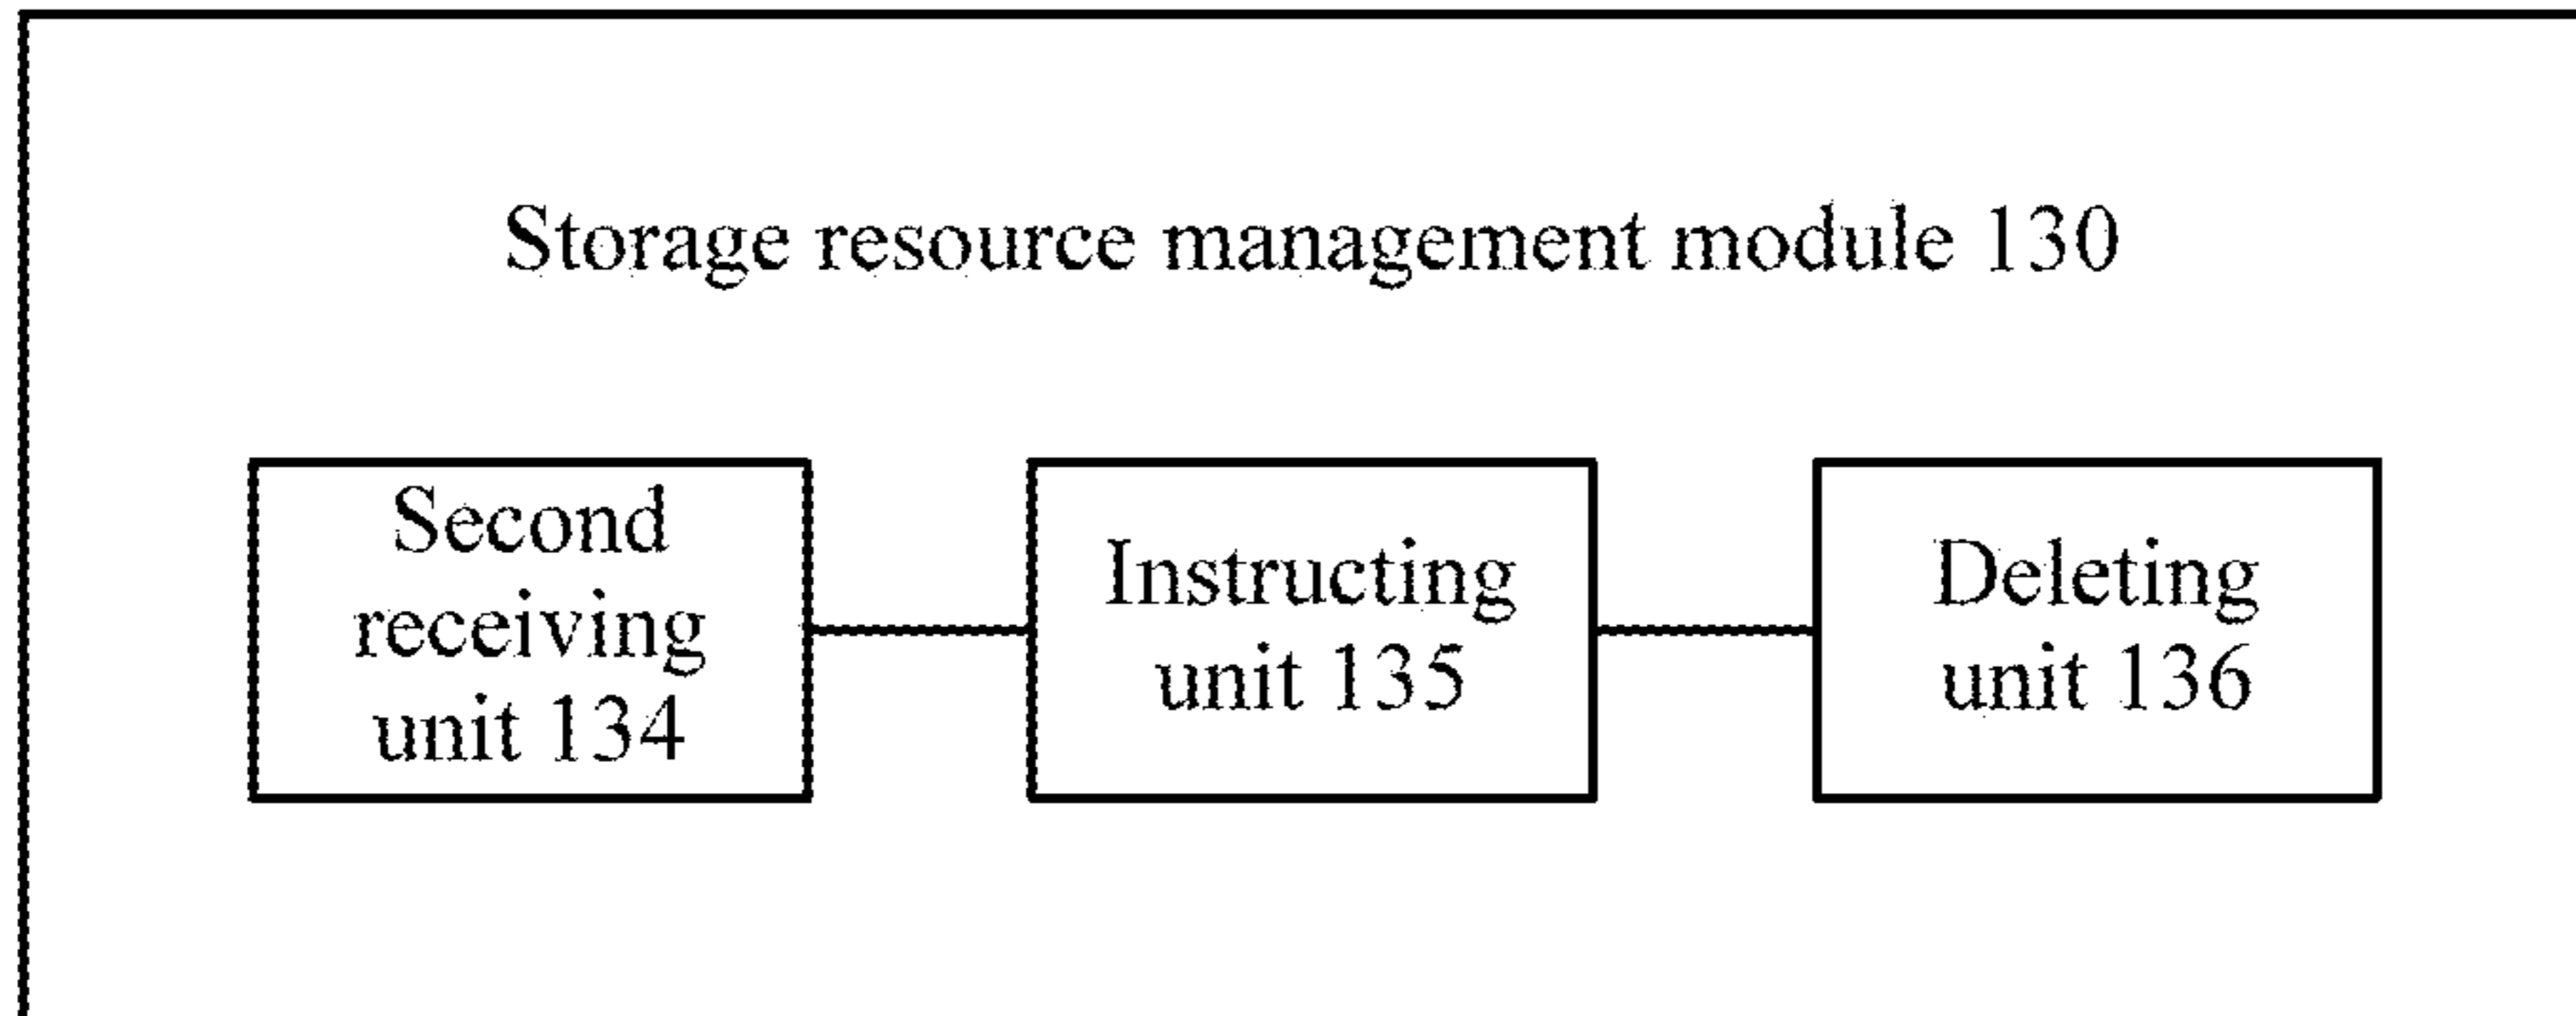 Storage resource management module 130
Second
receiving
unit 134
Instructing
unit 135
Deleting
unit 136